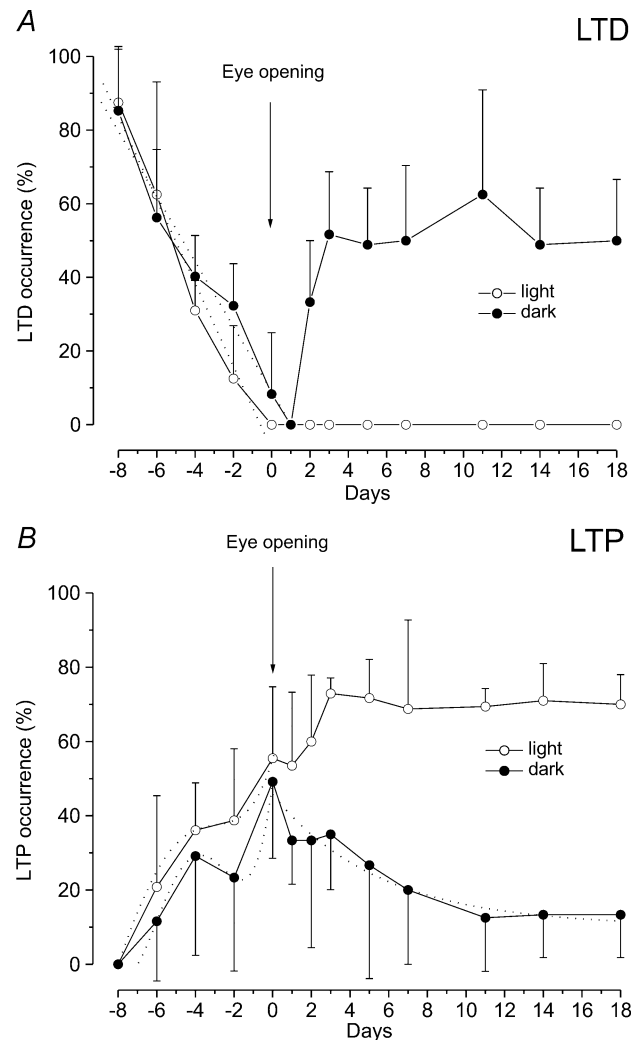 A
LTD
Eye opening
100
80
60
40
20
0
LTD occurrence (%)
light
dark
-8 -6 -4 -2 0 2 4 6 8 10 12 14 16 18
Days
B
LTP
Eye opening
100
80
60
40
20
0
LTP occurrence (%)
light
dark
-8 -6 -4 -2 0 2 4 6 8 10 12 14 16 18
Days